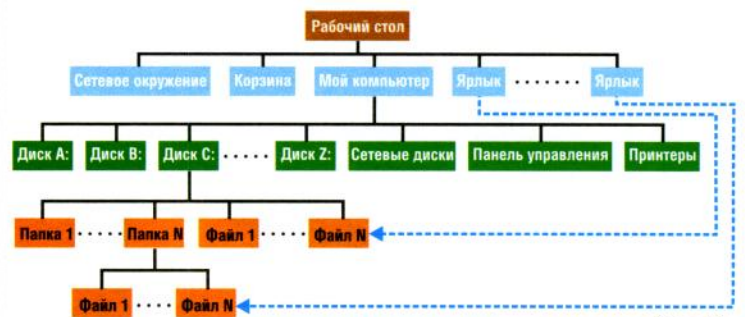 Рабочий стол
Сетевое окружение Корзина Мой компьютер Ярлык ....... Ярлык
Диск A: Диск B: Диск C: ..... Диск Z: Сетевые диски Панель управления Принтеры
Папка 1 ..... Папка N Файл 1 ..... Файл N
Файл 1 .... Файл N